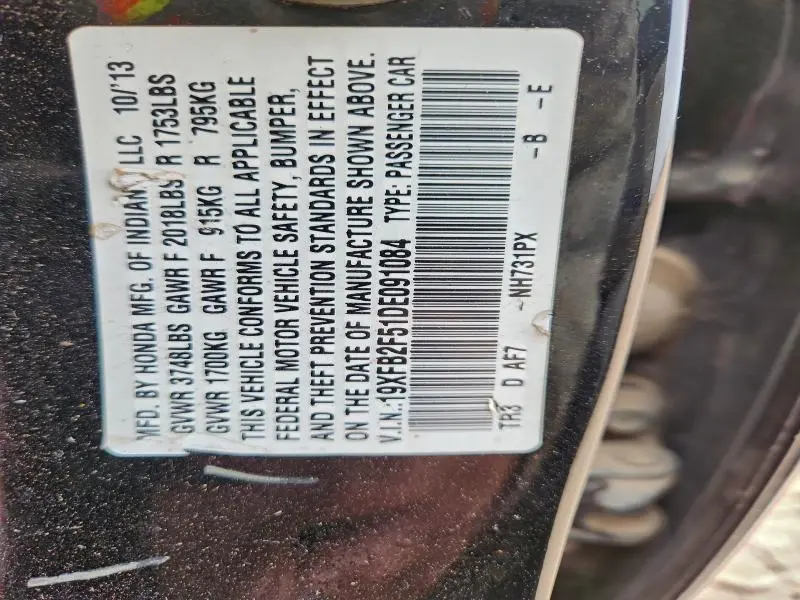 MFD. BY HONDA MFG. OF INDIANA LLC 10/'13
GVWR 3748LBS GAWR F 2018LBS R 1753LBS
GVWR 1700KG GAWR F 915KG R 795KG
THIS VEHICLE CONFORMS TO ALL APPLICABLE
FEDERAL MOTOR VEHICLE SAFETY, BUMPER,
AND THEFT PREVENTION STANDARDS IN EFFECT
ON THE DATE OF MANUFACTURE SHOWN ABOVE.
V.I.N.:19XFB2F51DE091084 TYPE: PASSENGER CAR
TR3 D AF7 -NH731PX -B -E